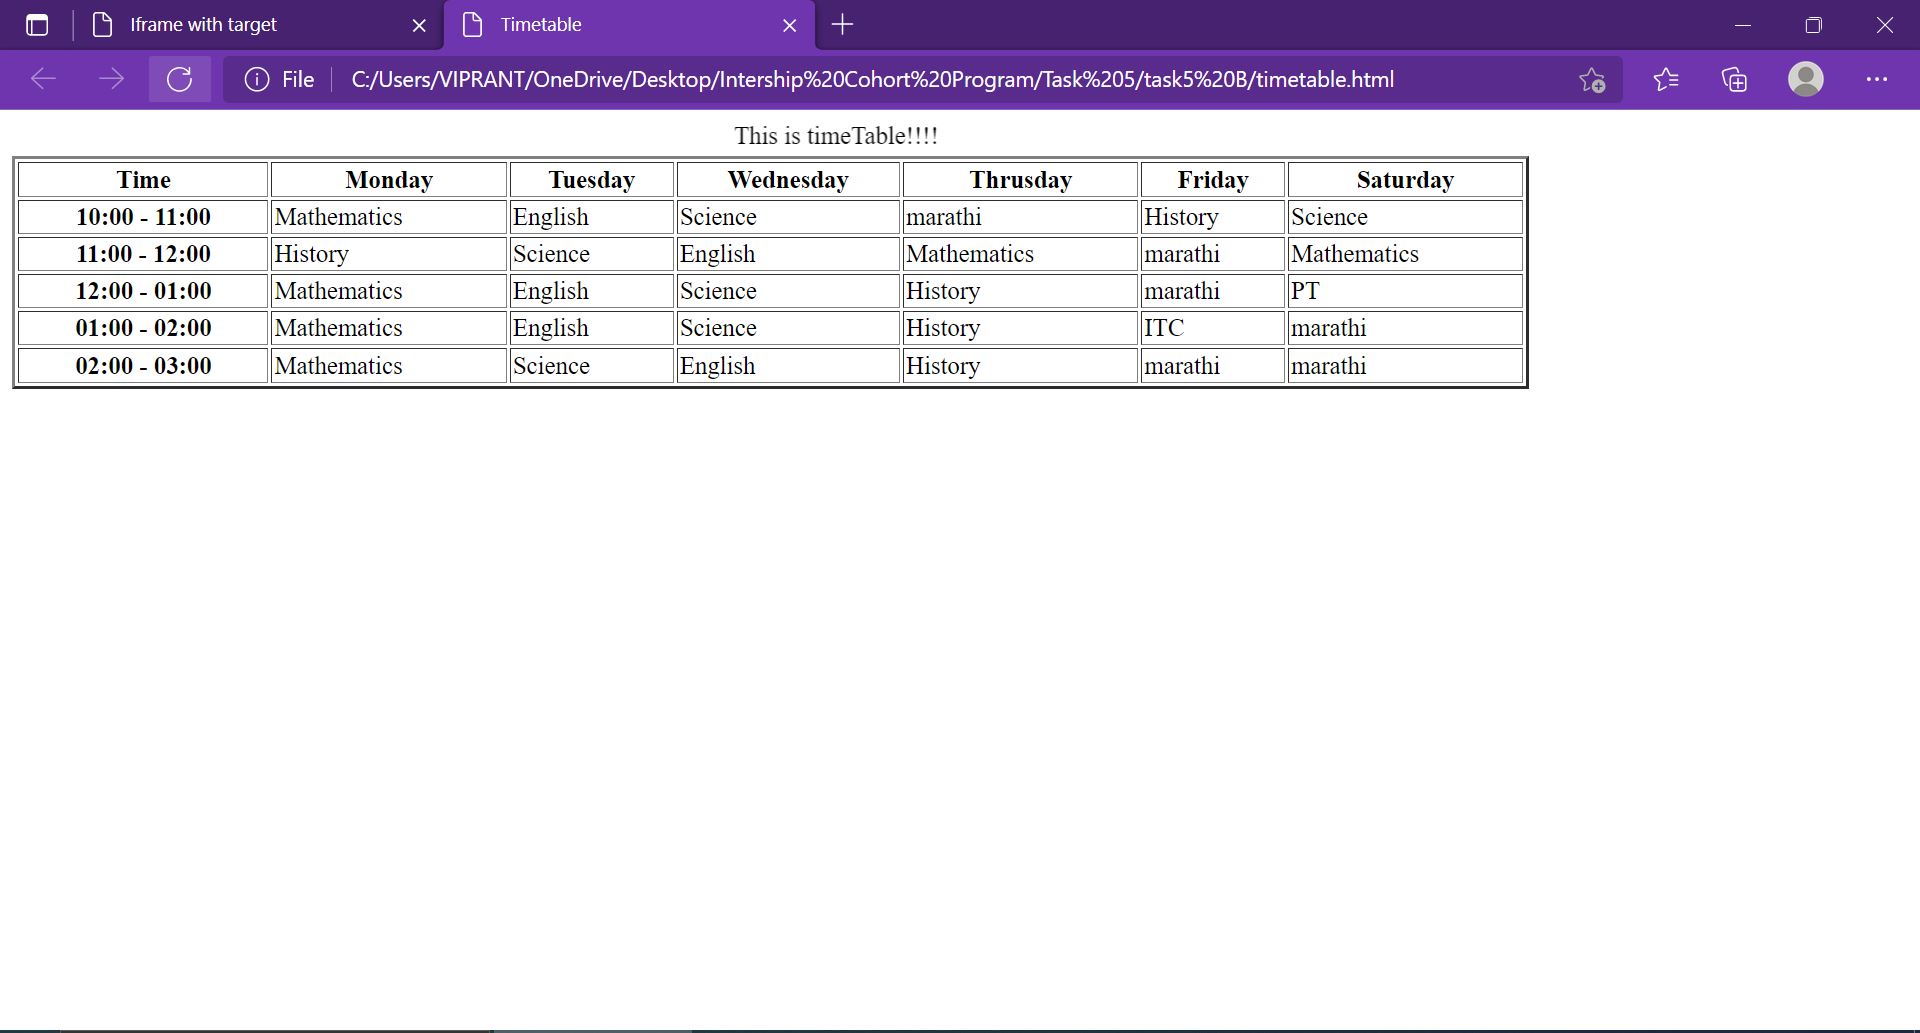 Iframe with target Timetable
File C:/Users/VIPRANT/OneDrive/Desktop/Intership%20Cohort%20Program/Task%205/task5%20B/timetable.html
This is timeTable!!!!
Time Monday Tuesday Wednesday Thrusday Friday Saturday
10:00 - 11:00 Mathematics English Science marathi History Science
11:00 - 12:00 History Science English Mathematics marathi Mathematics
12:00 - 01:00 Mathematics English Science History marathi PT
01:00 - 02:00 Mathematics English Science History ITC marathi
02:00 - 03:00 Mathematics Science English History marathi marathi